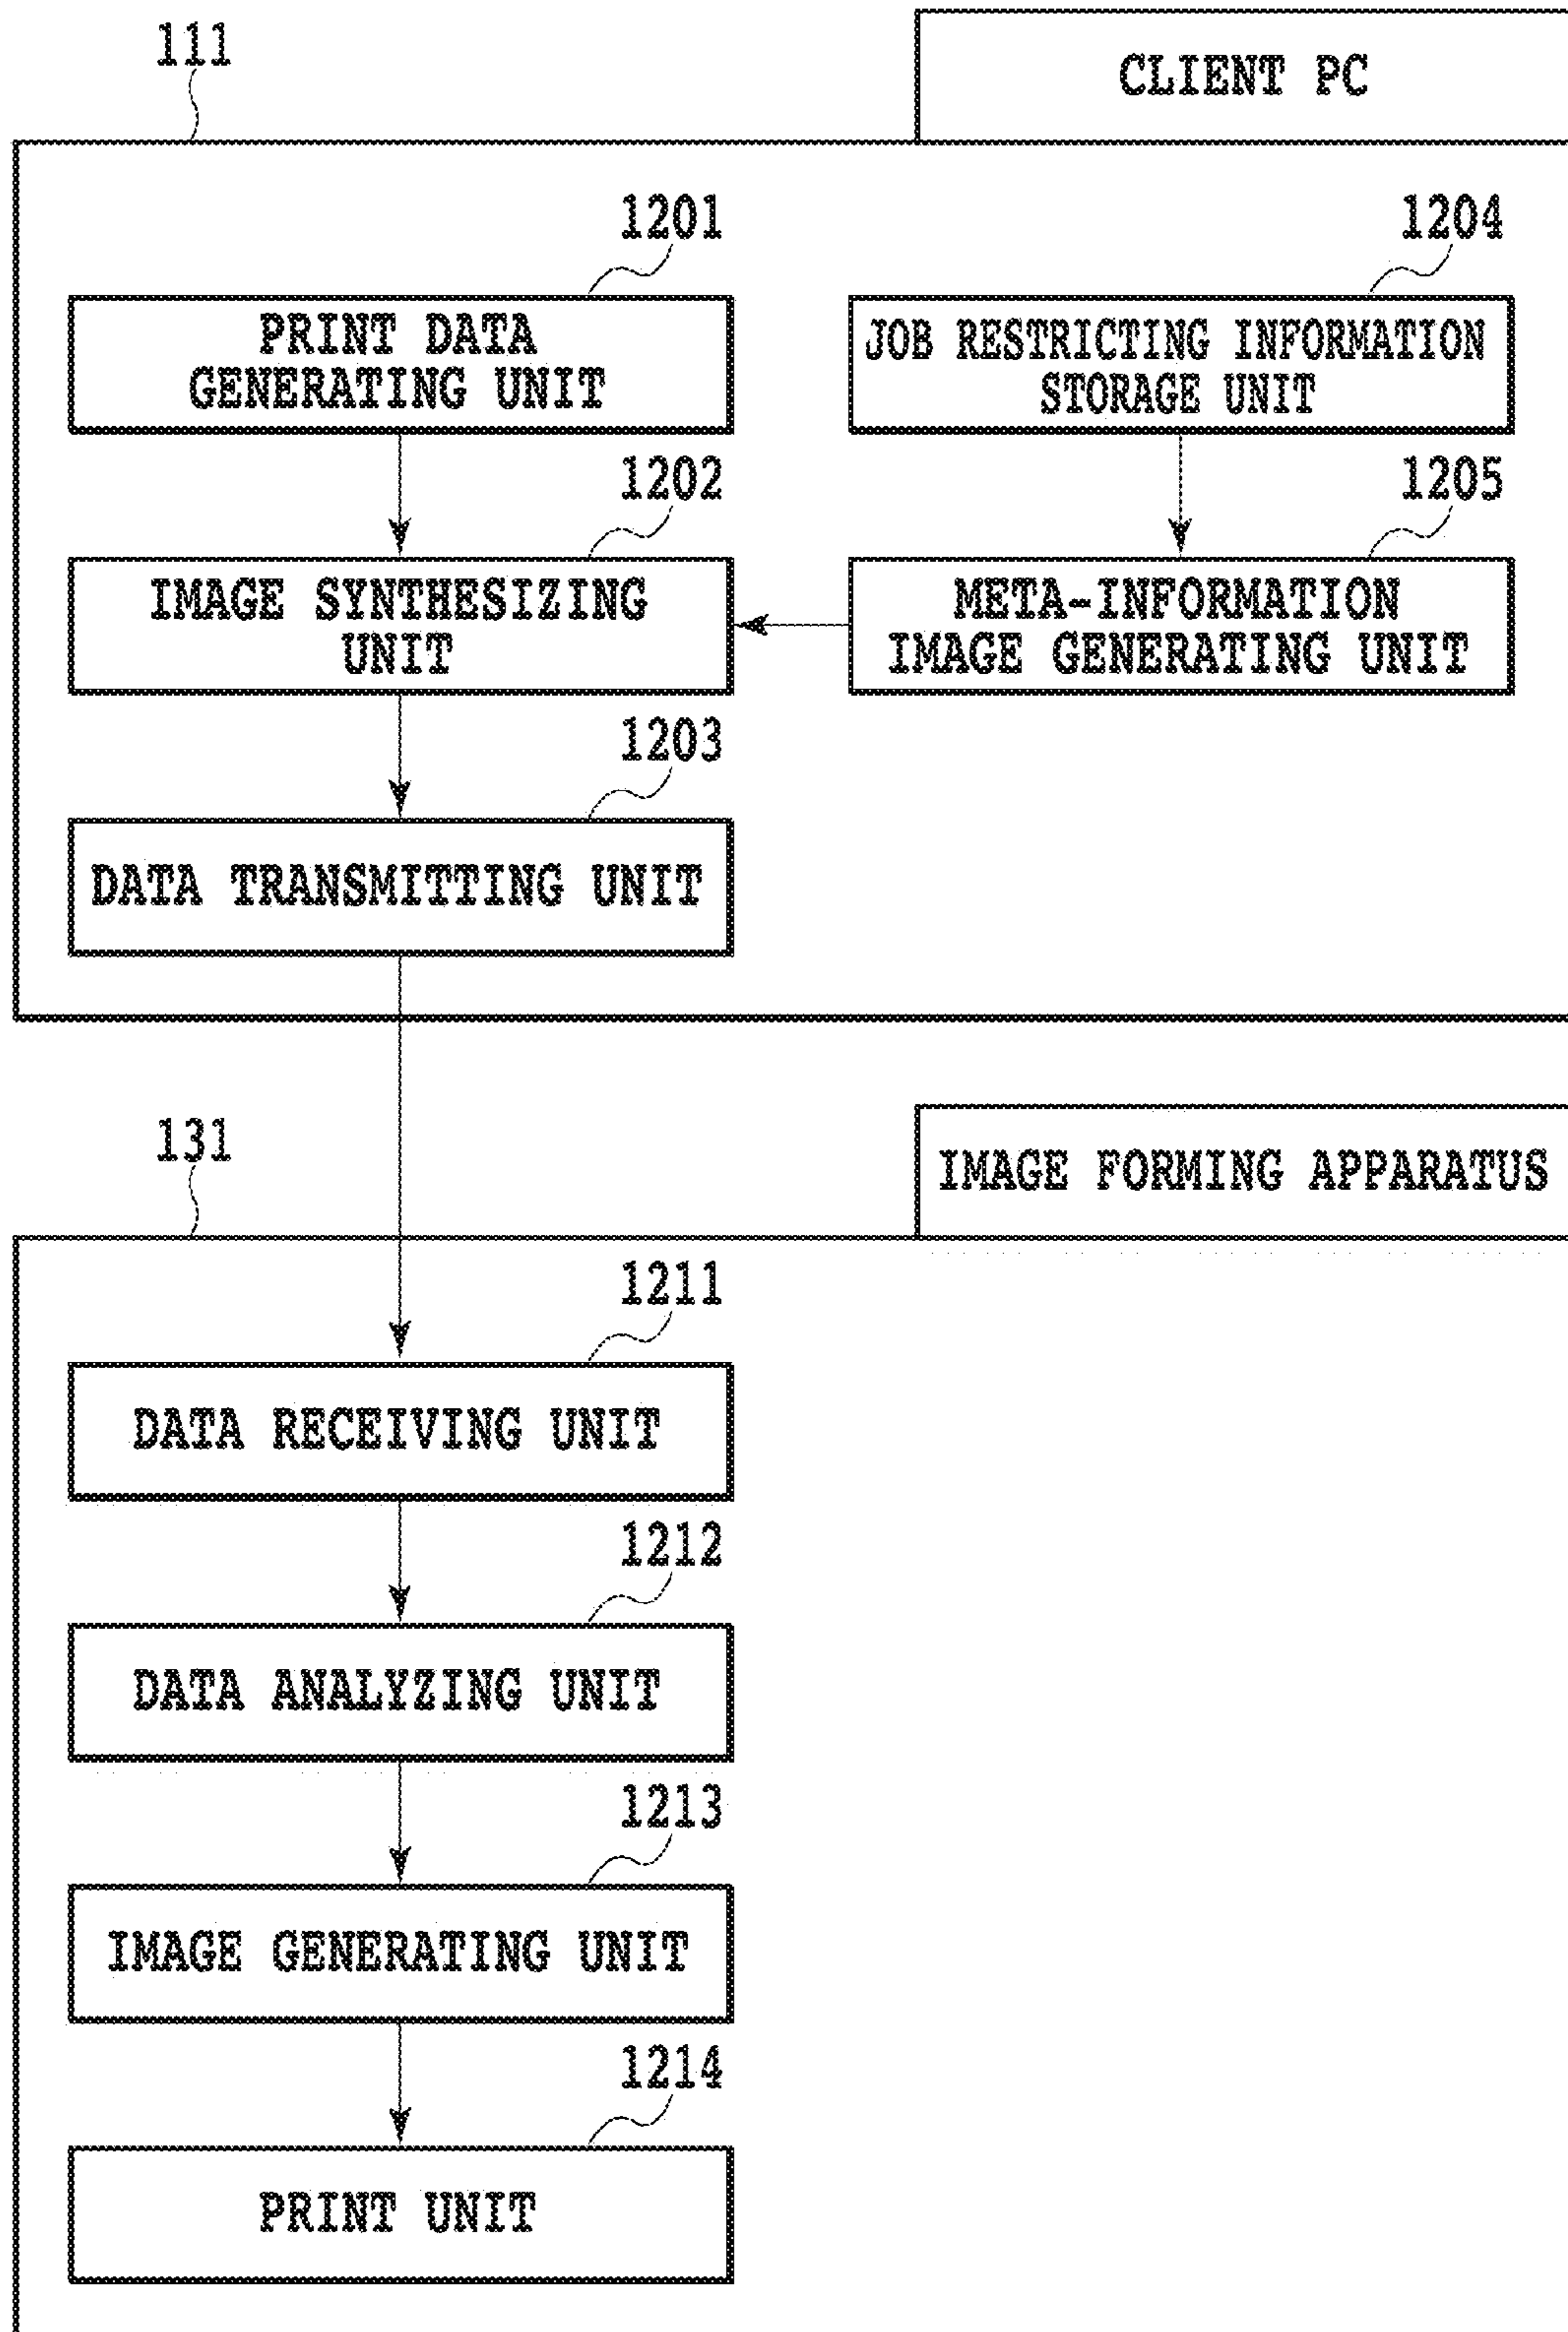 111
CLIENT PC
1201
1204
PRINT DATA
GENERATING UNIT
JOB RESTRICTING INFORMATION
STORAGE UNIT
1202
1205
IMAGE SYNTHESIZING
UNIT
META-INFORMATION
IMAGE GENERATING UNIT
1203
DATA TRANSMITTING UNIT
131
IMAGE FORMING APPARATUS
1211
DATA RECEIVING UNIT
1212
DATA ANALYZING UNIT
1213
IMAGE GENERATING UNIT
1214
PRINT UNIT